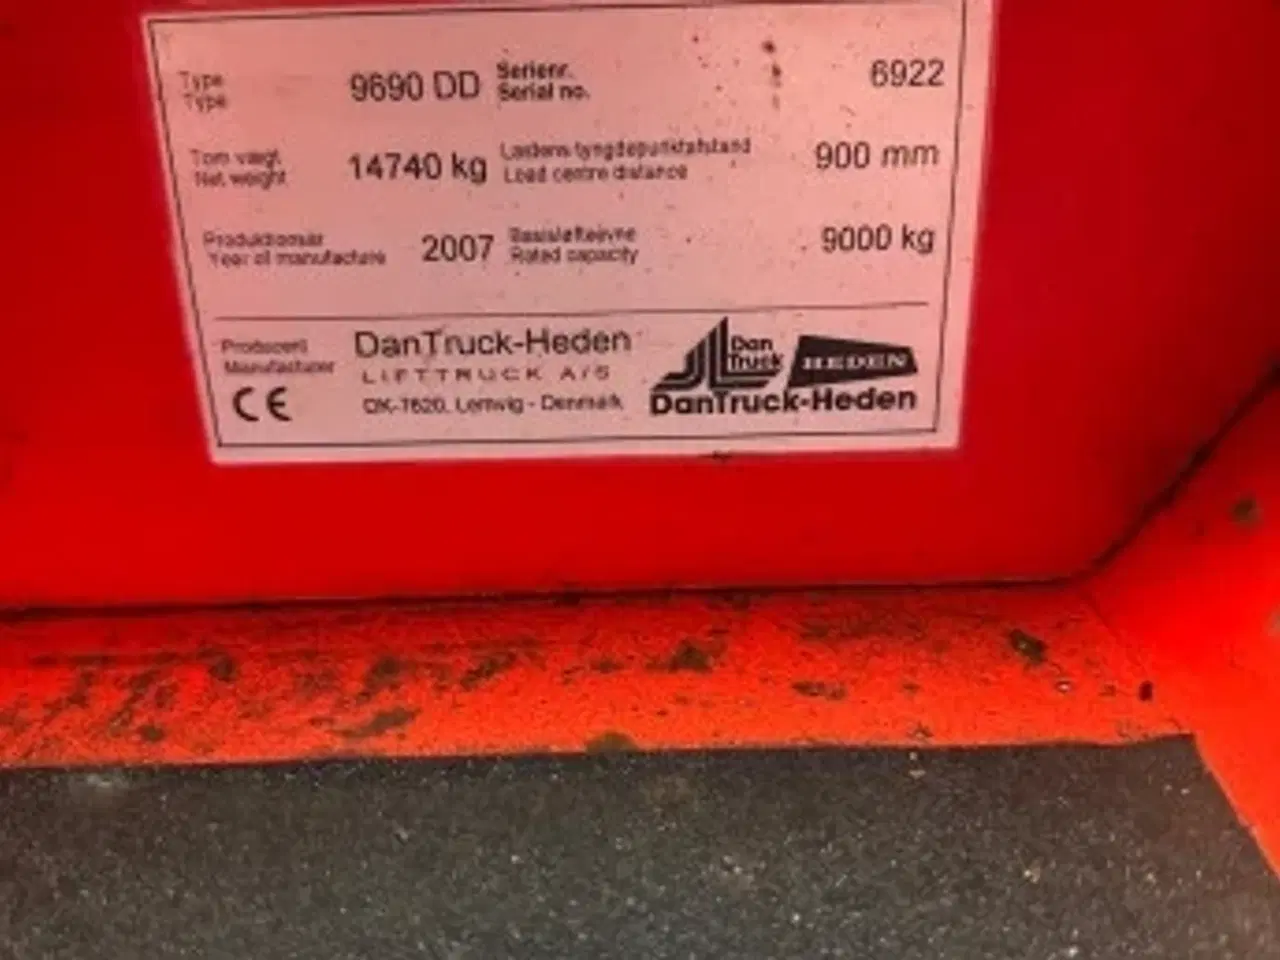 Type 9690 DD Serienr. 6922
Type Serial no.
Tom vægt 14740 kg Lastens tyngdepunktafstand 900 mm
Net weight Load centre distance
Produktionsår 2007 Basisløfteevne 9000 kg
Year of manufacture Rated capacity
Producent DanTruck-Heden
Manufacturer LIFTTRUCK A/S
CE DK-7620, Lemvig - Denmark
Dan
Truck HEDEN
DanTruck-Heden